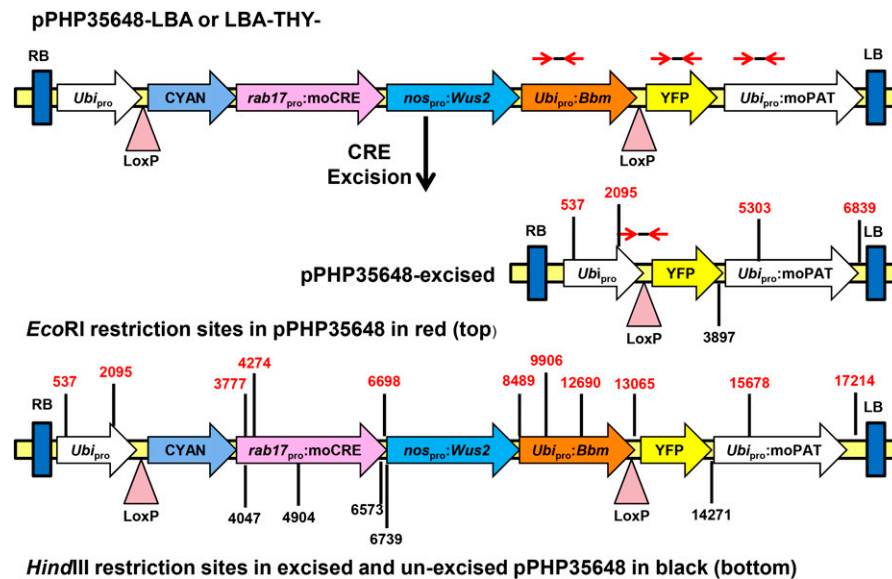 pPHP35648-LBA or LBA-THY-
RB
LB
Ubipro
CYAN
rab17pro:moCRE
nospro:Wus2
Ubipro:Bbm
YFP
Ubipro:moPAT
LoxP
LoxP
CRE
Excision
537
2095
5303
6839
RB
LB
pPHP35648-excised
Ubipro
YFP
Ubipro:moPAT
LoxP
3897
EcoRI restriction sites in pPHP35648 in red (top)
537
2095
3777
4274
6698
8489
9906
12690
13065
15678
17214
RB
LB
Ubipro
CYAN
rab17pro:moCRE
nospro:Wus2
Ubipro:Bbm
YFP
Ubipro:moPAT
LoxP
4047
4904
6573
6739
LoxP
14271
HindIII restriction sites in excised and un-excised pPHP35648 in black (bottom)